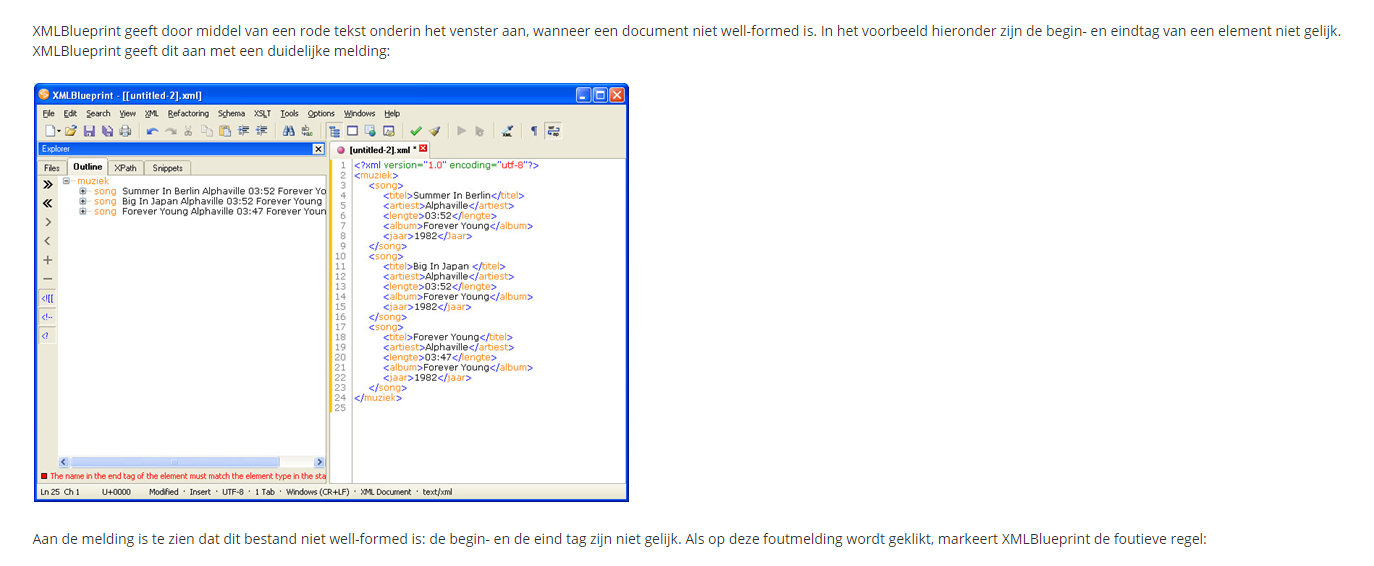 XMLBlueprint geeft door middel van een rode tekst onderin het venster aan, wanneer een document niet well-formed is. In het voorbeeld hieronder zijn de begin- en eindtag van een element niet gelijk.
XMLBlueprint geeft dit aan met een duidelijke melding:
XMLBlueprint - [[untitled-2].xml]
File Edit Search View XML Refactoring Schema XSLT Tools Options Windows Help
Explorer
Files Outline XPath Snippets
muziek
song Summer In Berlin Alphaville 03:52 Forever Yo
song Big In Japan Alphaville 03:52 Forever Young
song Forever Young Alphaville 03:47 Forever Youn
<![[
<!--
<?
[untitled-2].xml *
1 <?xml version="1.0" encoding="utf-8"?>
2 <muziek>
3 <song>
4 <titel>Summer In Berlin</titel>
5 <artiest>Alphaville</artiest>
6 <lengte>03:52</lengte>
7 <album>Forever Young</album>
8 <jaar>1982</Jaar>
9 </song>
10 <song>
11 <titel>Big In Japan </titel>
12 <artiest>Alphaville</artiest>
13 <lengte>03:52</lengte>
14 <album>Forever Young</album>
15 <jaar>1982</jaar>
16 </song>
17 <song>
18 <titel>Forever Young</titel>
19 <artiest>Alphaville</artiest>
20 <lengte>03:47</lengte>
21 <album>Forever Young</album>
22 <jaar>1982</jaar>
23 </song>
24 </muziek>
25
The name in the end tag of the element must match the element type in the sta
Ln 25 Ch 1 U+0000 Modified · Insert · UTF-8 · 1 Tab · Windows (CR+LF) · XML Document · text/xml
Aan de melding is te zien dat dit bestand niet well-formed is: de begin- en de eind tag zijn niet gelijk. Als op deze foutmelding wordt geklikt, markeert XMLBlueprint de foutieve regel: